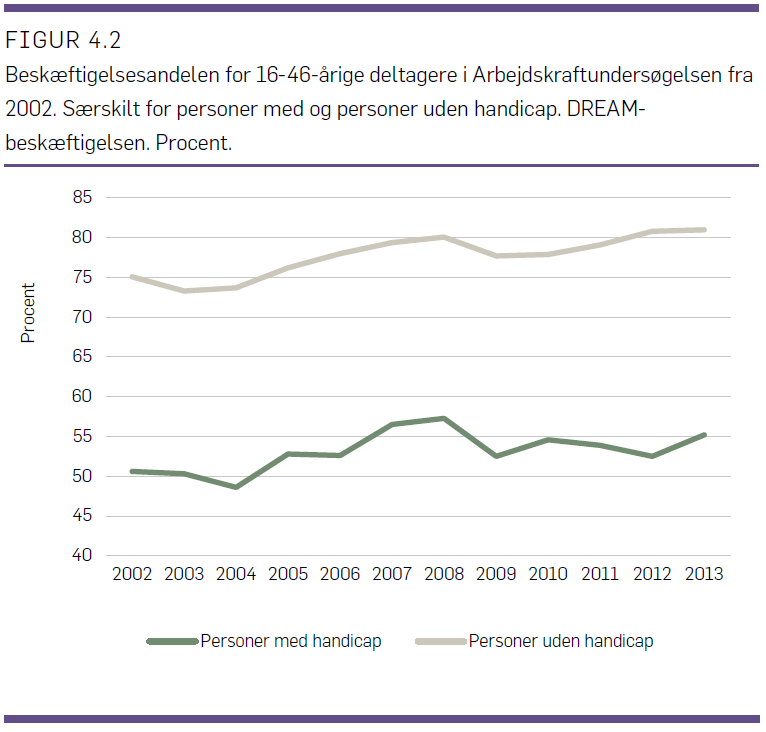 FIGUR 4.2
Beskæftigelsesandelen for 16-46-årige deltagere i Arbejdskraftundersøgelsen fra
2002. Særskilt for personer med og personer uden handicap. DREAM-
beskæftigelsen. Procent.
85
80
75
70
65
60
55
50
45
40
Procent
2002 2003 2004 2005 2006 2007 2008 2009 2010 2011 2012 2013
Personer med handicap Personer uden handicap